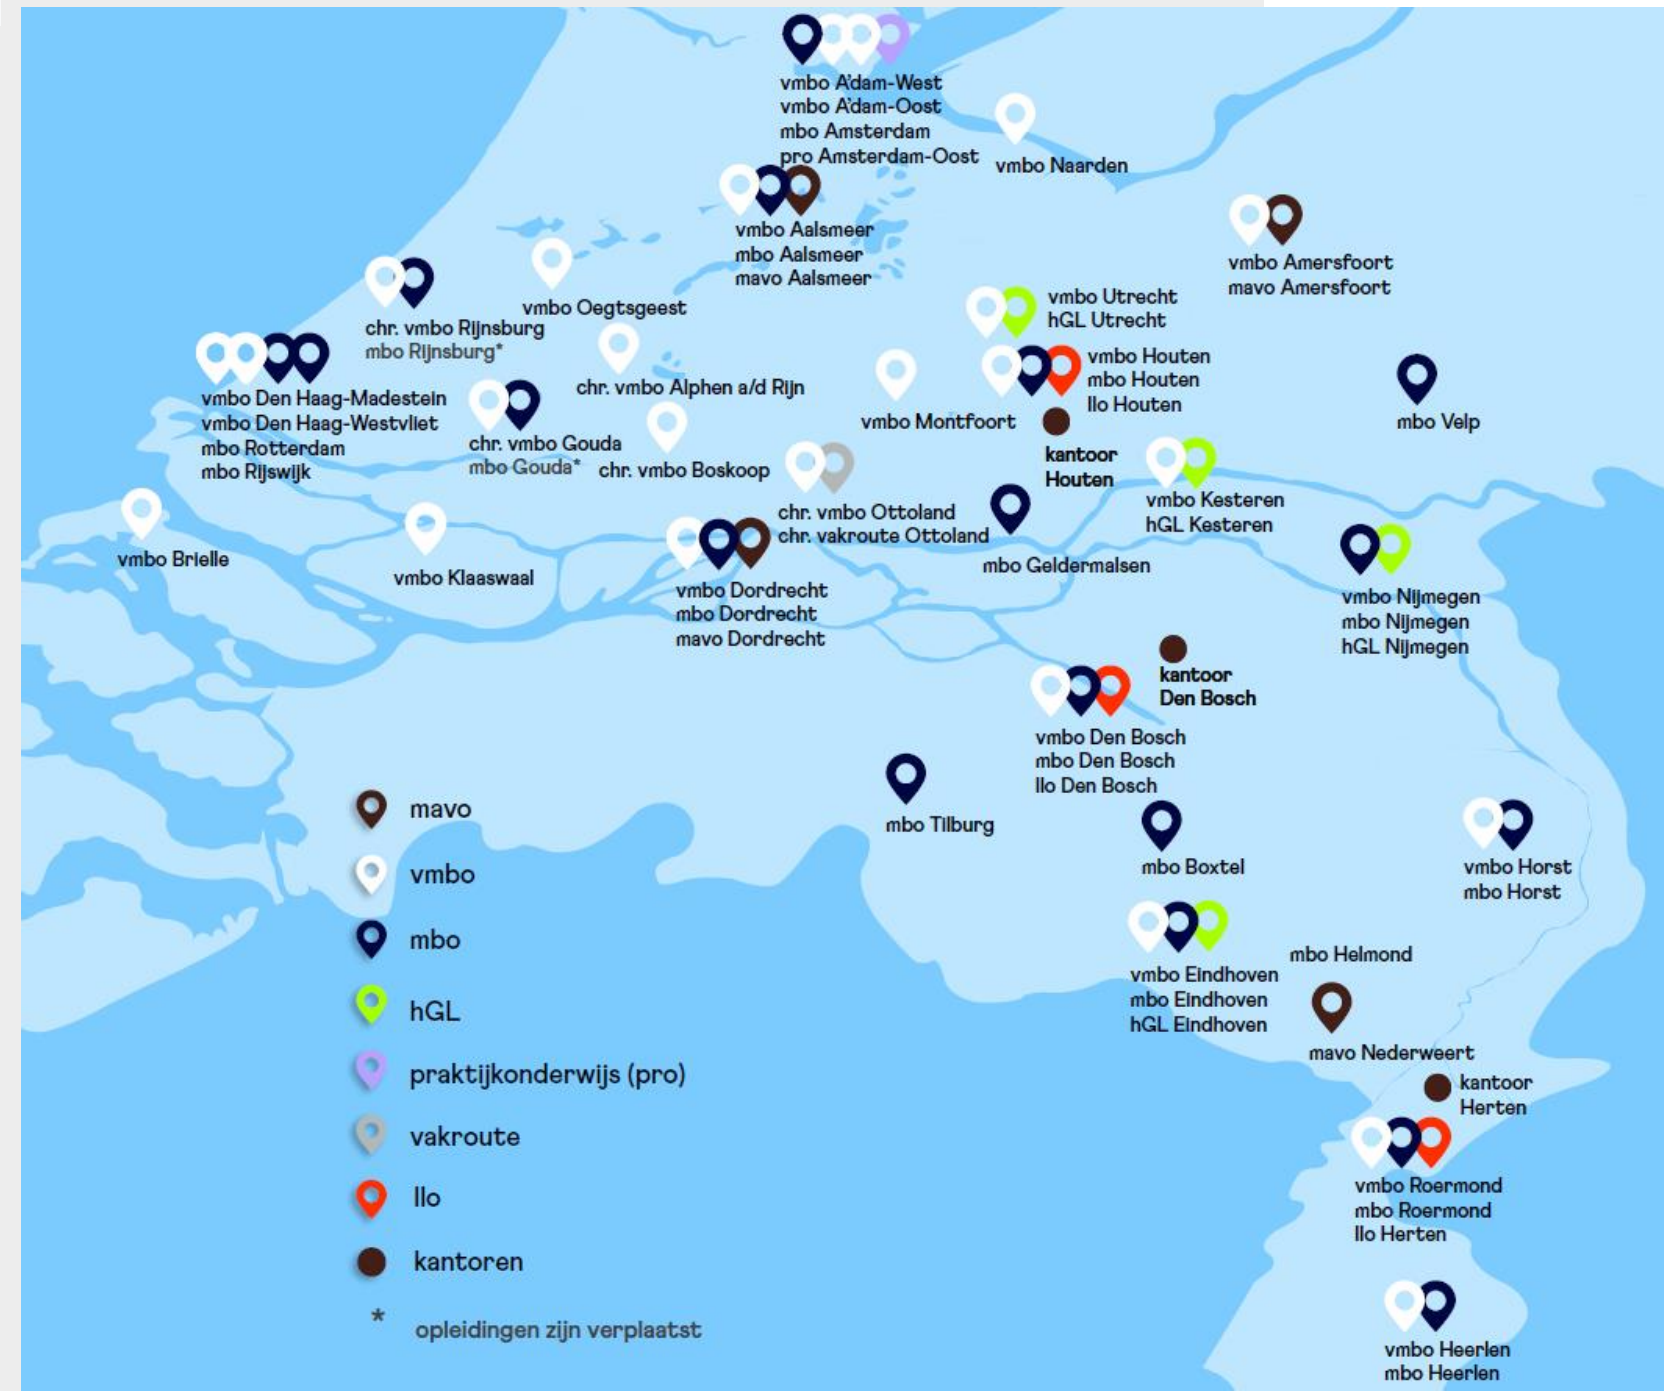 vmbo A'dam-West
vmbo A'dam-Oost
mbo Amsterdam
pro Amsterdam-Oost
vmbo Naarden
vmbo Aalsmeer
mbo Aalsmeer
mavo Aalsmeer
vmbo Amersfoort
mavo Amersfoort
vmbo Oegtsgeest
chr. vmbo Rijnsburg
mbo Rijnsburg*
vmbo Utrecht
hGL Utrecht
vmbo Houten
mbo Houten
llo Houten
chr. vmbo Alphen a/d Rijn
vmbo Den Haag-Madestein
vmbo Den Haag-Westvliet
mbo Rotterdam
mbo Rijswijk
vmbo Montfoort
mbo Velp
chr. vmbo Gouda
mbo Gouda*
chr. vmbo Boskoop
kantoor
Houten
vmbo Kesteren
hGL Kesteren
chr. vmbo Ottoland
chr. vakroute Ottoland
vmbo Brielle
vmbo Klaaswaal
mbo Geldermalsen
vmbo Dordrecht
mbo Dordrecht
mavo Dordrecht
vmbo Nijmegen
mbo Nijmegen
hGL Nijmegen
kantoor
Den Bosch
vmbo Den Bosch
mbo Den Bosch
llo Den Bosch
mbo Tilburg
mbo Boxtel
vmbo Horst
mbo Horst
mbo Helmond
vmbo Eindhoven
mbo Eindhoven
hGL Eindhoven
mavo Nederweert
kantoor
Herten
vmbo Roermond
mbo Roermond
llo Herten
vmbo Heerlen
mbo Heerlen
mavo
vmbo
mbo
hGL
praktijkonderwijs (pro)
vakroute
llo
kantoren
* opleidingen zijn verplaatst